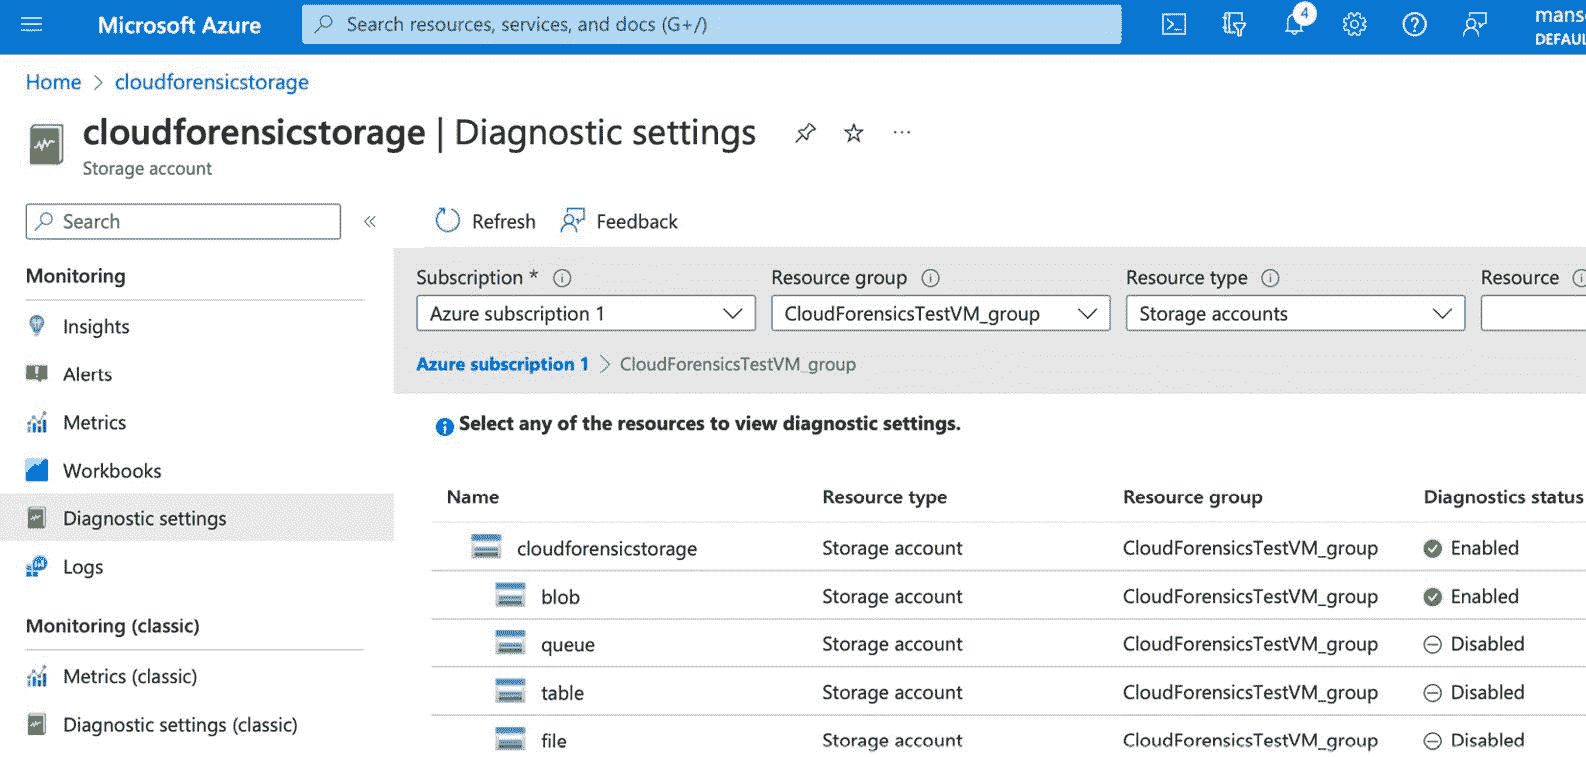 Microsoft Azure
Search resources, services, and docs (G+/)
4
mans
DEFAUL
Home > cloudforensicstorage
cloudforensicstorage | Diagnostic settings
Storage account
Search
«
Refresh
Feedback
Monitoring
Insights
Alerts
Metrics
Workbooks
Diagnostic settings
Logs
Monitoring (classic)
Metrics (classic)
Diagnostic settings (classic)
Subscription * Resource group Resource type Resource
Azure subscription 1 CloudForensicsTestVM_group Storage accounts
Azure subscription 1 > CloudForensicsTestVM_group
Select any of the resources to view diagnostic settings.
Name Resource type Resource group Diagnostics status
cloudforensicstorage Storage account CloudForensicsTestVM_group Enabled
blob Storage account CloudForensicsTestVM_group Enabled
queue Storage account CloudForensicsTestVM_group Disabled
table Storage account CloudForensicsTestVM_group Disabled
file Storage account CloudForensicsTestVM_group Disabled